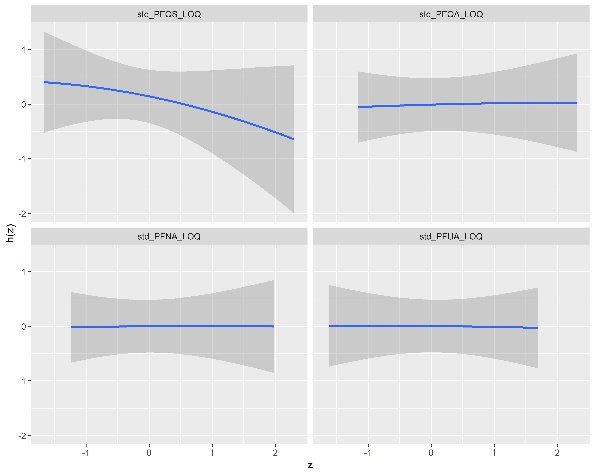 std_PFOS_LOQ
std_PFOA_LOQ
1
0
-1
-2
h(z)
std_PFNA_LOQ
std_PFUA_LOQ
1
0
-1
-2
-1
0
1
2
-1
0
1
2
z